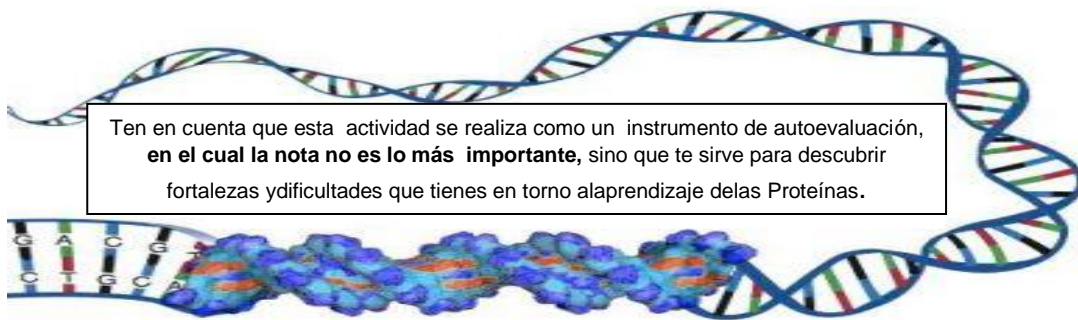 Ten en cuenta que esta actividad se realiza como un instrumento de autoevaluación,
en el cual la nota no es lo más importante, sino que te sirve para descubrir
fortalezas ydificultades que tienes en torno alaprendizaje delas Proteínas.
G A C G T
C T G C A